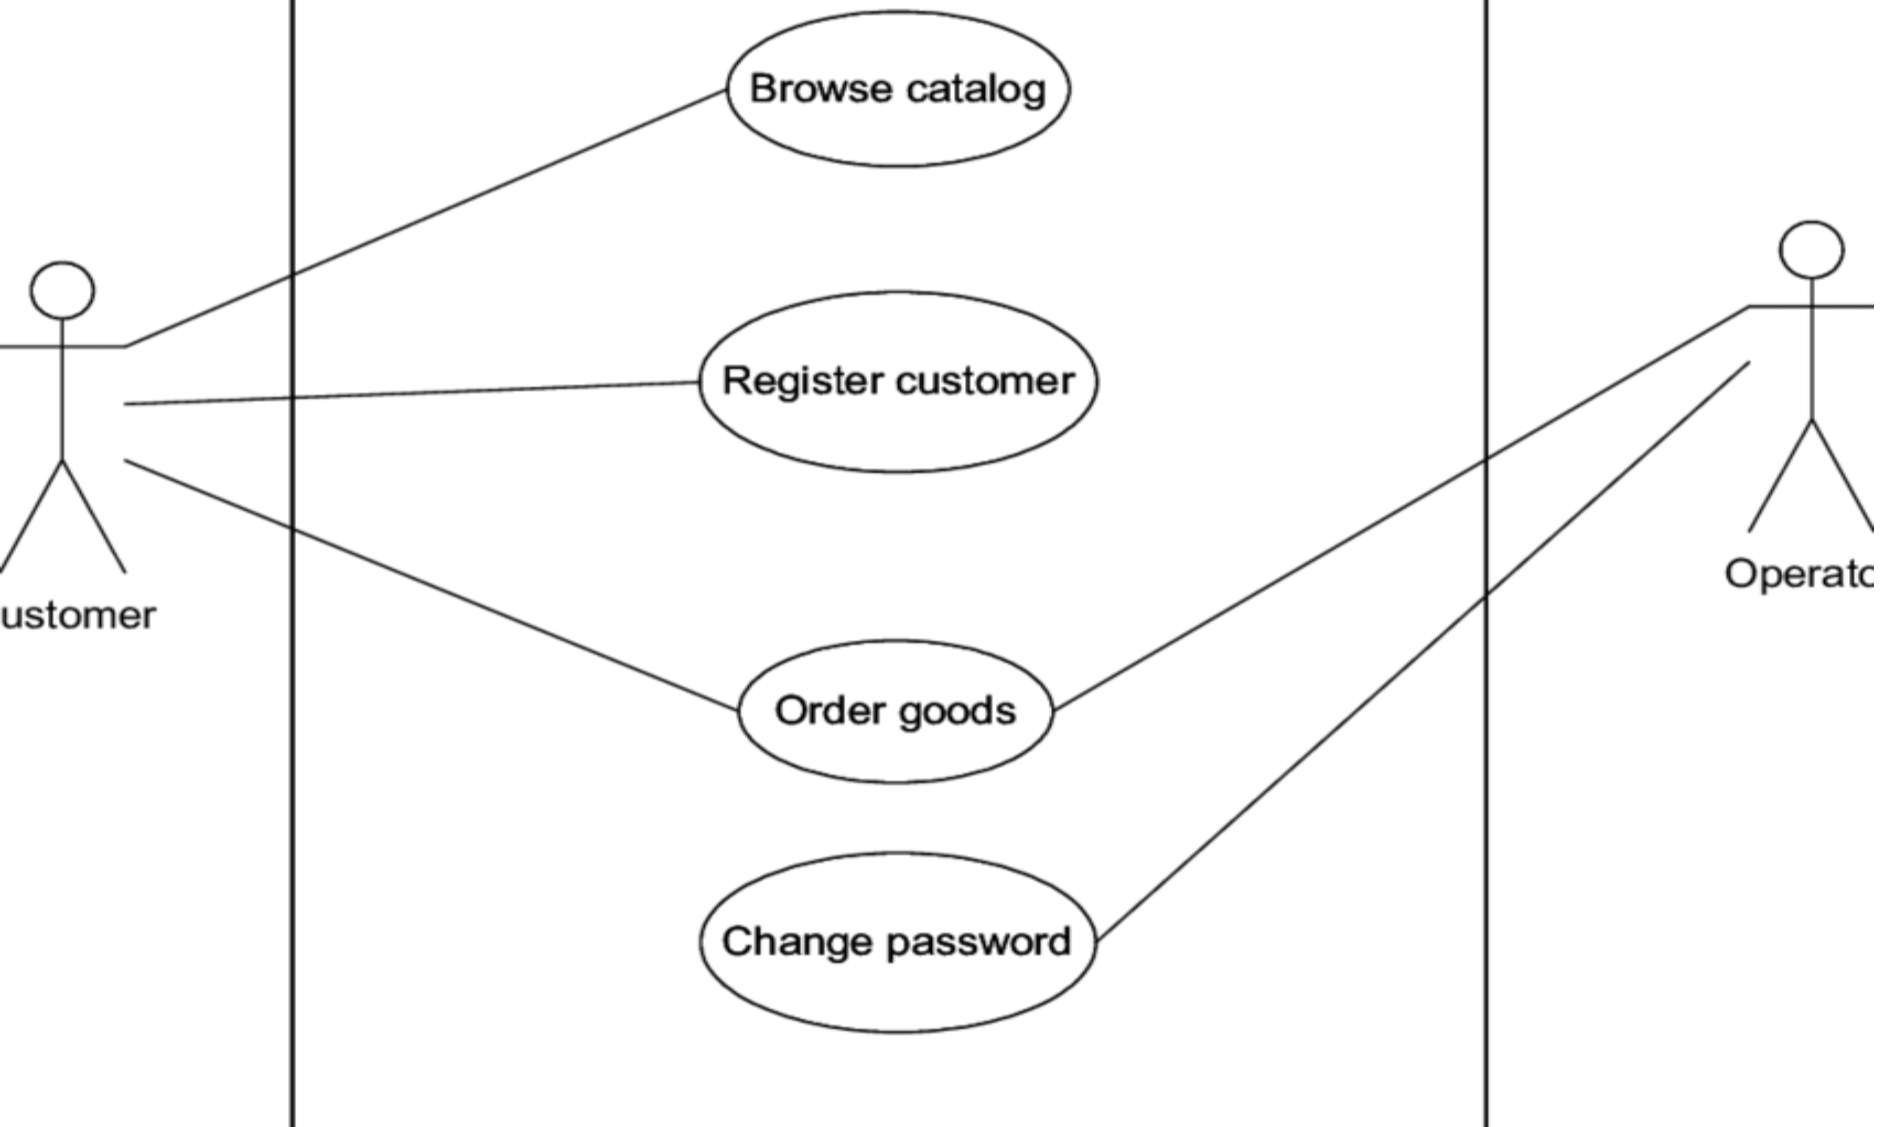 Browse catalog
Register customer
ustomer
Operato
Order goods
Change password